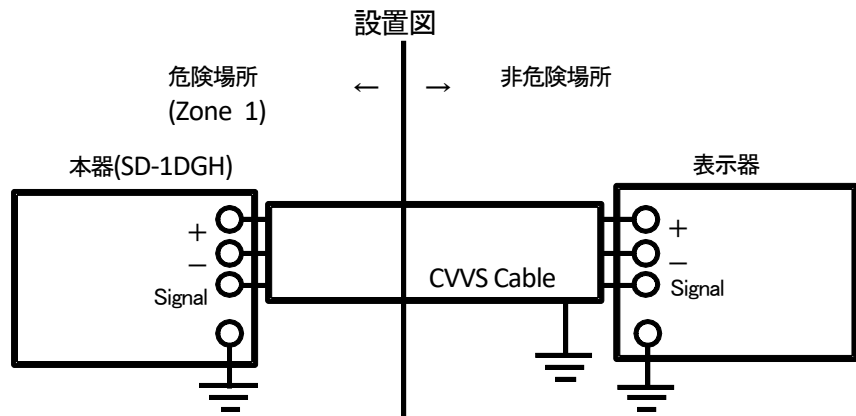 設置図
危険場所
(Zone 1)
← →
非危険場所
本器(SD-1DGH)
表示器
+
−
Signal
CVVS Cable
+
−
Signal